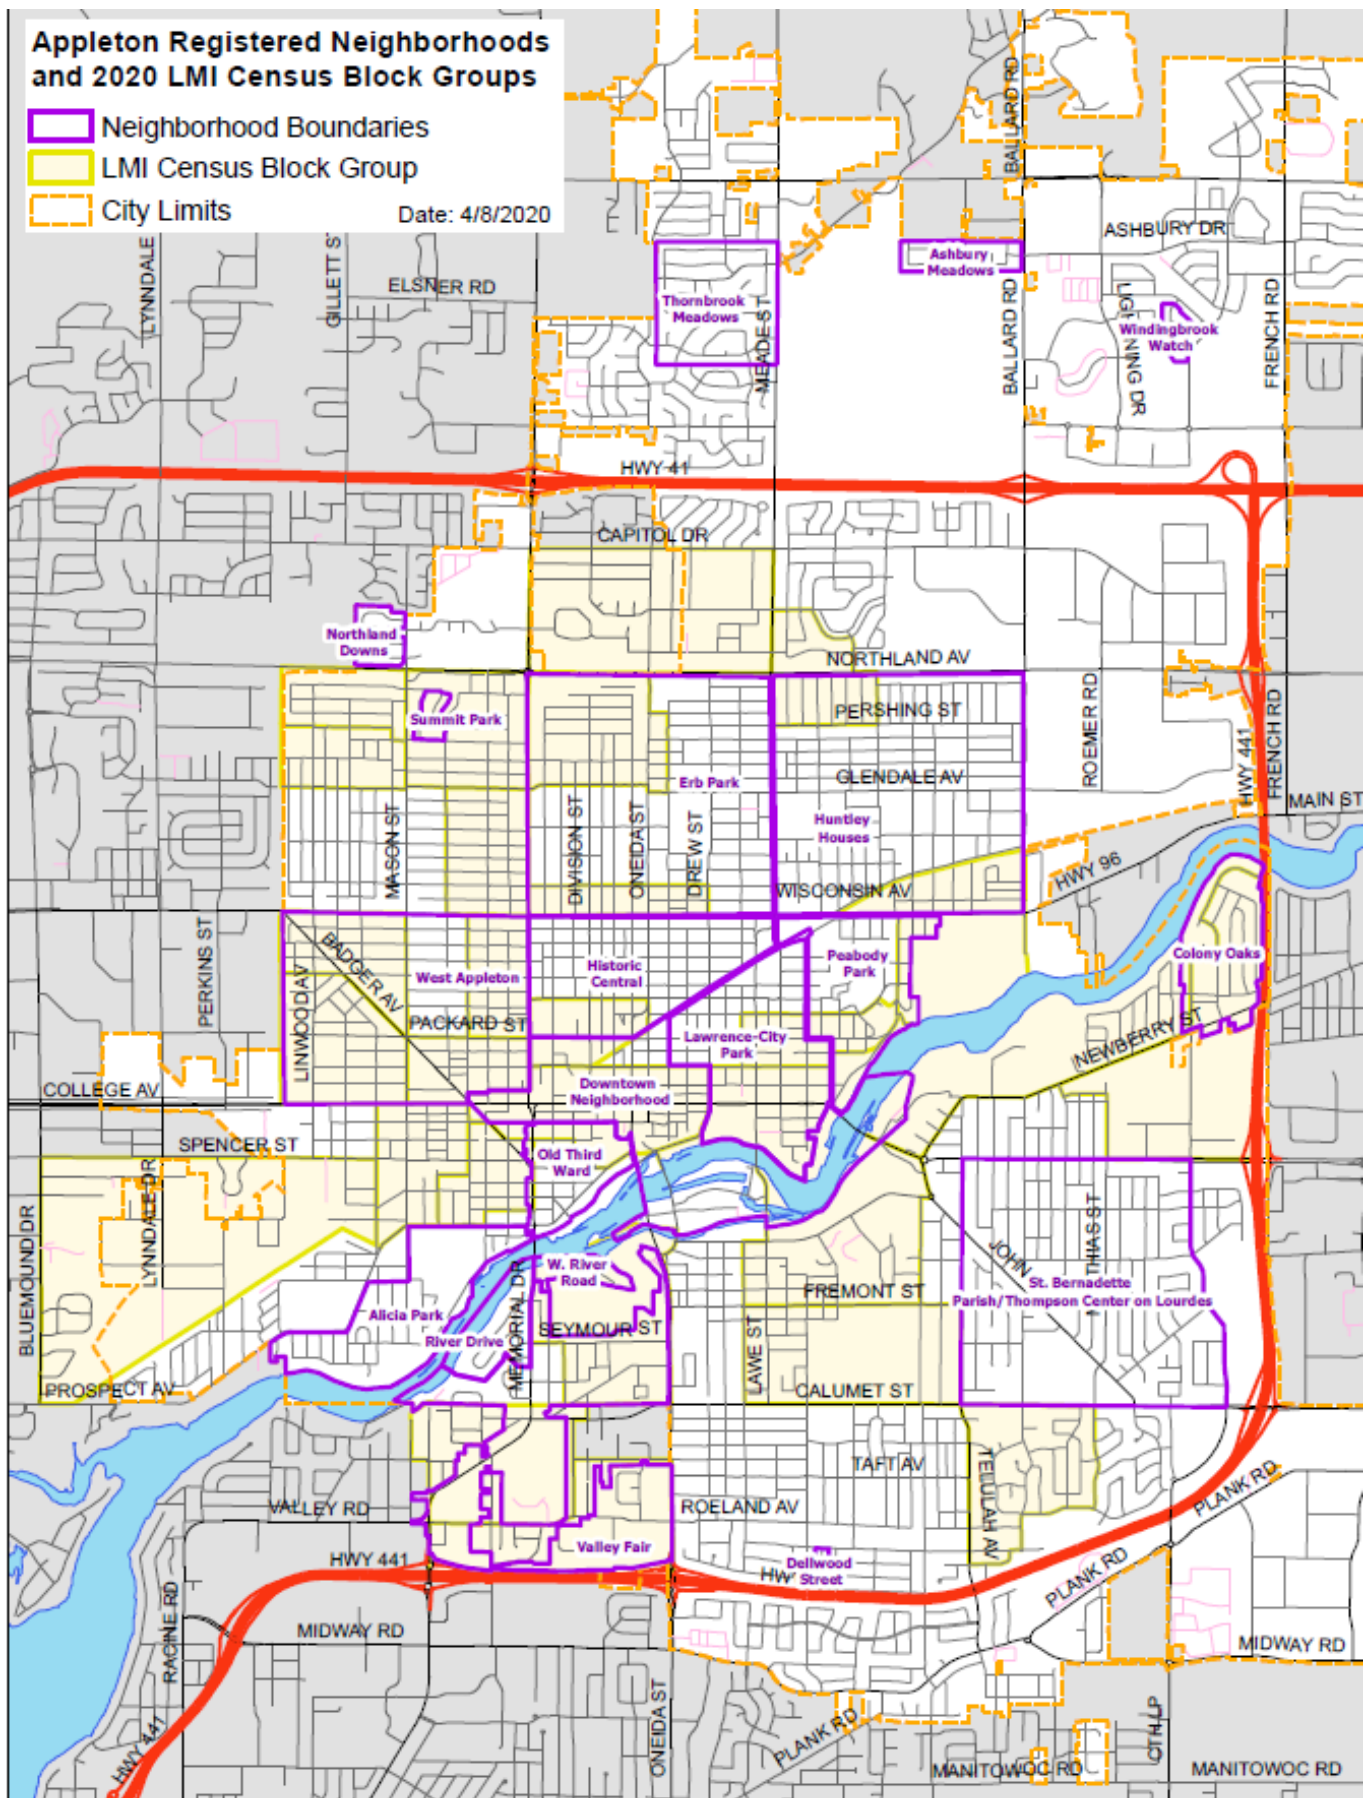 Appleton Registered Neighborhoods
and 2020 LMI Census Block Groups
Neighborhood Boundaries
LMI Census Block Group
City Limits
Date: 4/8/2020
BALLARD RD
LYNNDALE
GILLETT ST
ELSNER RD
ASHBURY DR
Ashbury
Meadows
Thornbrook
Meadows
MEADE ST
BALLARD RD
Windingbrook
Watch
FRENCH RD
HWY 41
CAPITOL DR
Northland
Downs
NORTHLAND AV
Summit Park
PERSHING ST
ROEMER RD
HWY 441
FRENCH RD
Erb Park
GLENDALE AV
MAIN ST
MASON ST
DIVISION ST
ONEIDA ST
DREW ST
Huntley
Houses
WISCONSIN AV
HWY 96
PERKINS ST
LINWOOD AV
BADGER AV
West Appleton
Historic
Central
Peabody
Park
Colony Oaks
PACKARD ST
Lawrence-City
Park
NEWBERRY ST
COLLEGE AV
Downtown
Neighborhood
SPENCER ST
Old Third
Ward
BLUEMOUND DR
LYNNDALE DR
W. River
Road
FREMONT ST
JOHN
St. Bernadette
Parish/Thompson Center on Lourdes
Alicia Park
River Drive
MEMORIAL DR
SEYMOUR ST
LAWE ST
PROSPECT AV
CALUMET ST
TAFT AV
TELULAH AV
VALLEY RD
ROELAND AV
PLANK RD
Valley Fair
HWY 441
Dellwood
Street
PLANK RD
RACINE RD
MIDWAY RD
MIDWAY RD
HWY 441
ONEIDA ST
PLANK RD
CTH LP
MANITOWOC RD
MANITOWOC RD